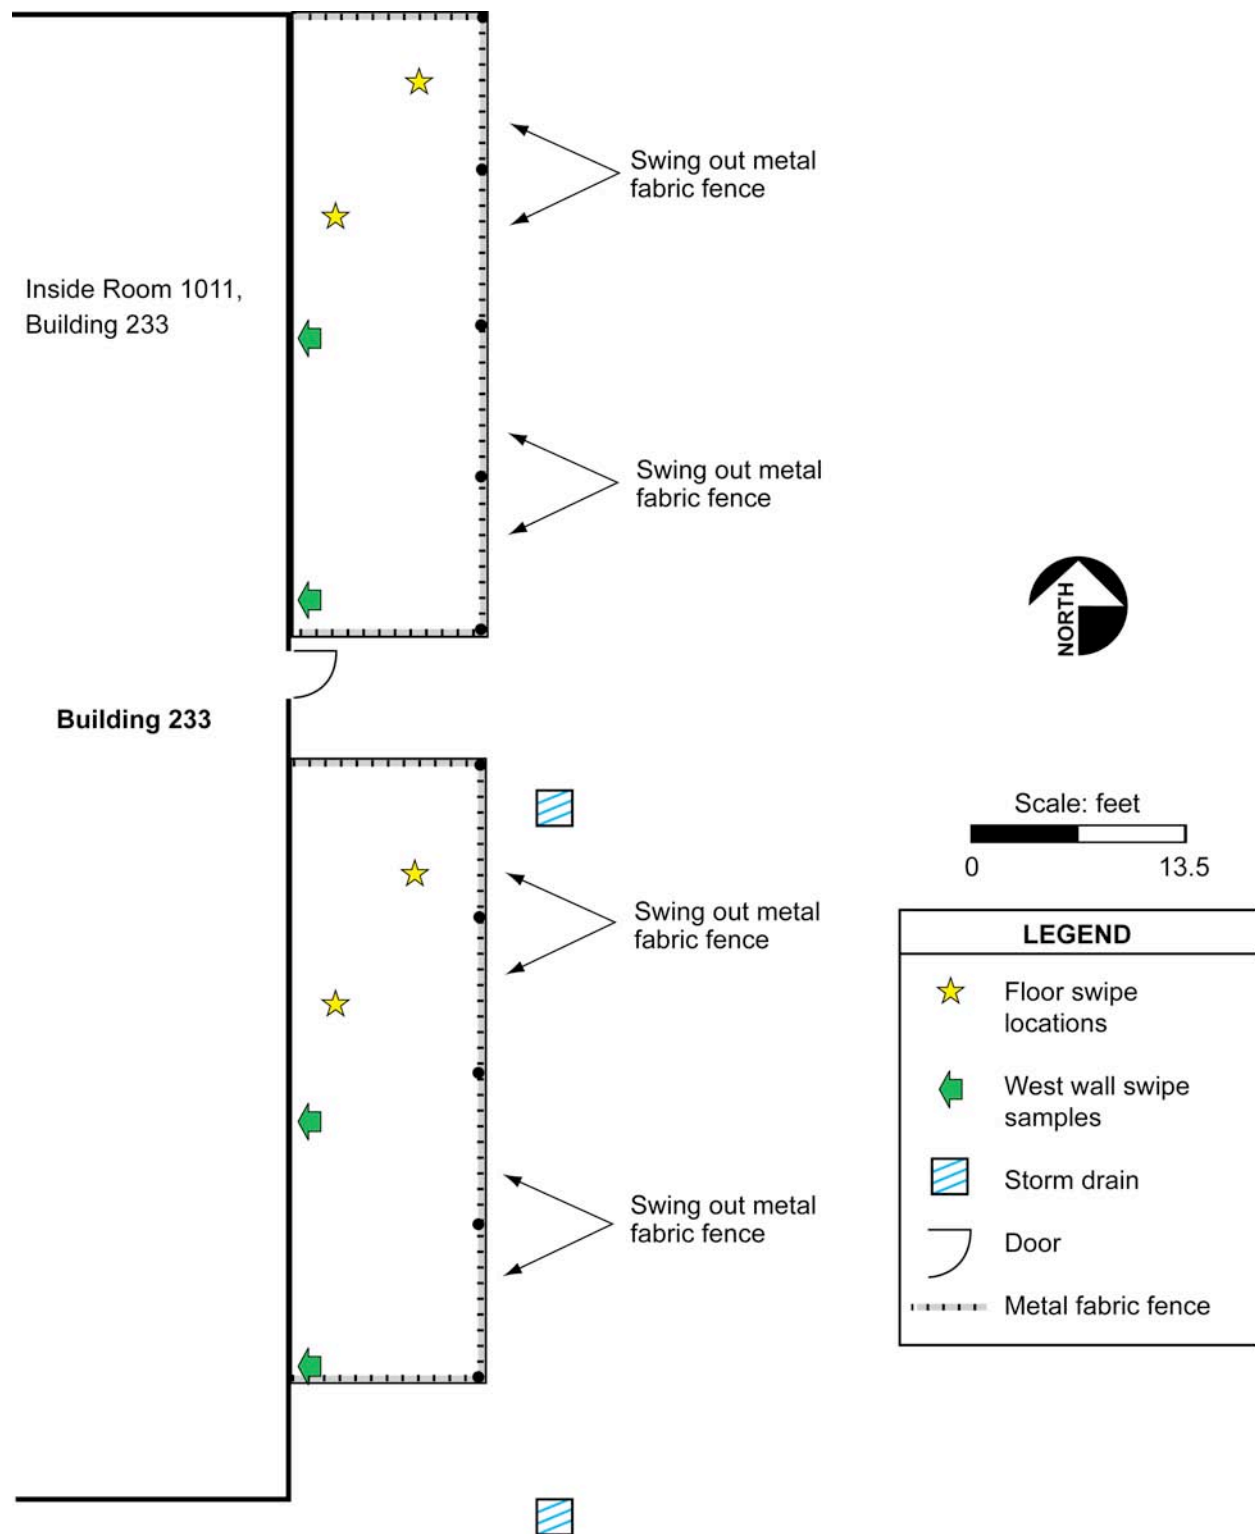 Swing out metal
fabric fence
Inside Room 1011,
Building 233
Swing out metal
fabric fence
NORTH
Building 233
Scale: feet
0 13.5
Swing out metal
fabric fence
LEGEND
Floor swipe
locations
West wall swipe
samples
Storm drain
Swing out metal
fabric fence
Door
Metal fabric fence